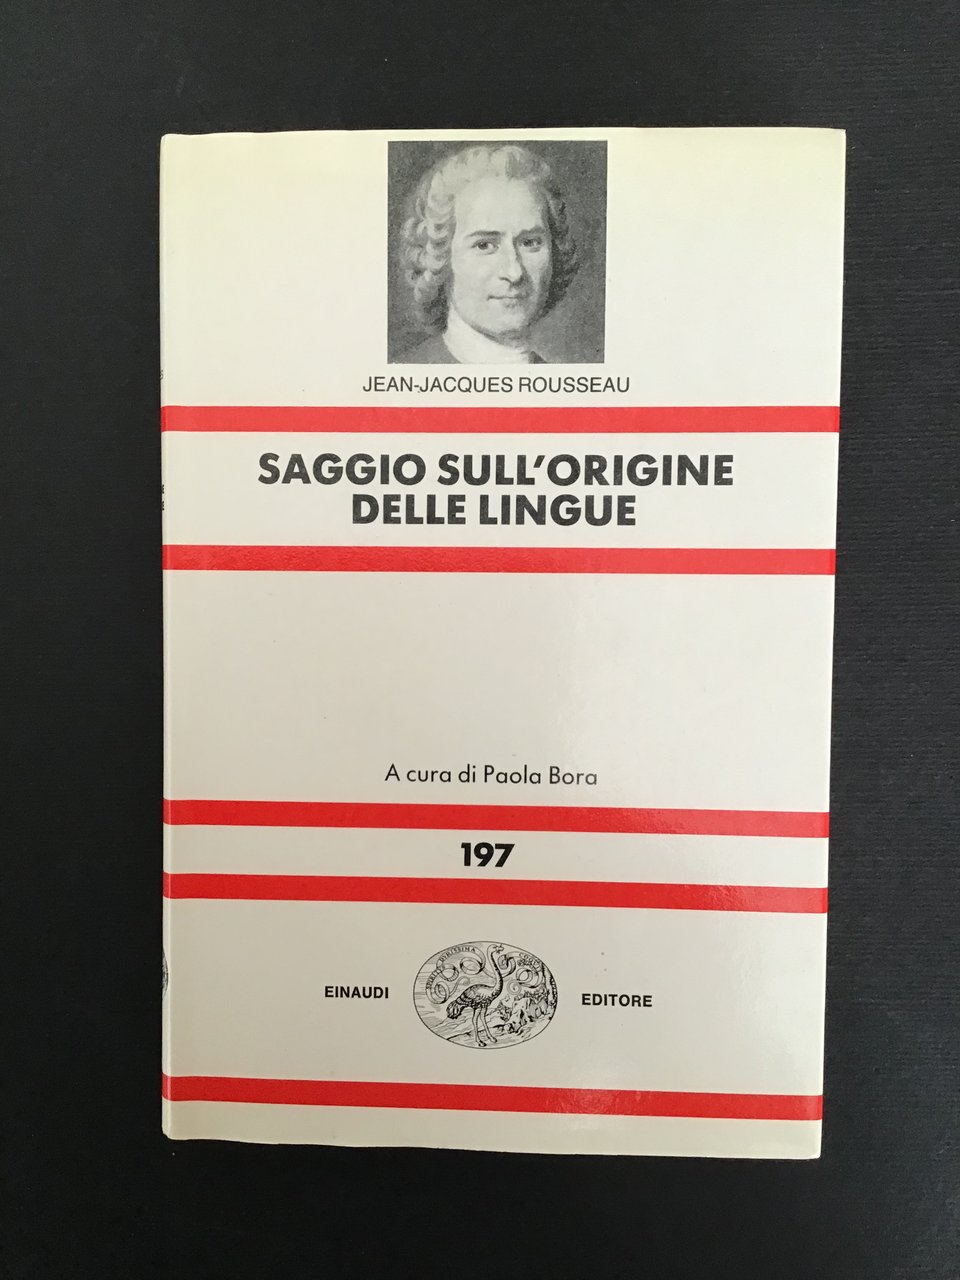 JEAN-JACQUES ROUSSEAU
SAGGIO SULL'ORIGINE
DELLE LINGUE
A cura di Paola Bora
197
EINAUDI
EDITORE